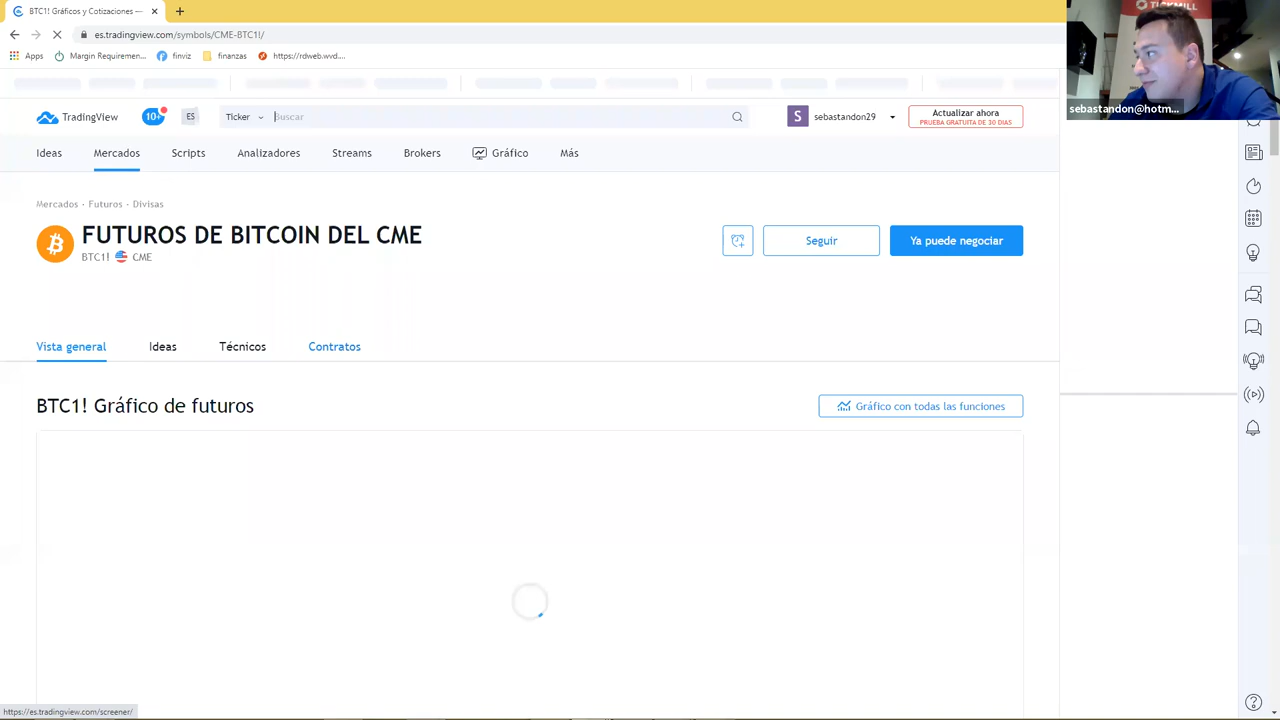 BTC1! Gráficos y Cotizaciones —
es.tradingview.com/symbols/CME-BTC1!/
Apps
Margin Requiremen...
finviz
finanzas
https://rdweb.wvd....
TICKMILL
sebastandon@hotm...
TradingView
10+
ES
Ticker
Buscar
S
sebastandon29
Actualizar ahora
PRUEBA GRATUITA DE 30 DIAS
Ideas
Mercados
Scripts
Analizadores
Streams
Brokers
Gráfico
Más
Mercados · Futuros · Divisas
FUTUROS DE BITCOIN DEL CME
BTC1! CME
Seguir
Ya puede negociar
Vista general
Ideas
Técnicos
Contratos
BTC1! Gráfico de futuros
Gráfico con todas las funciones
https://es.tradingview.com/screener/